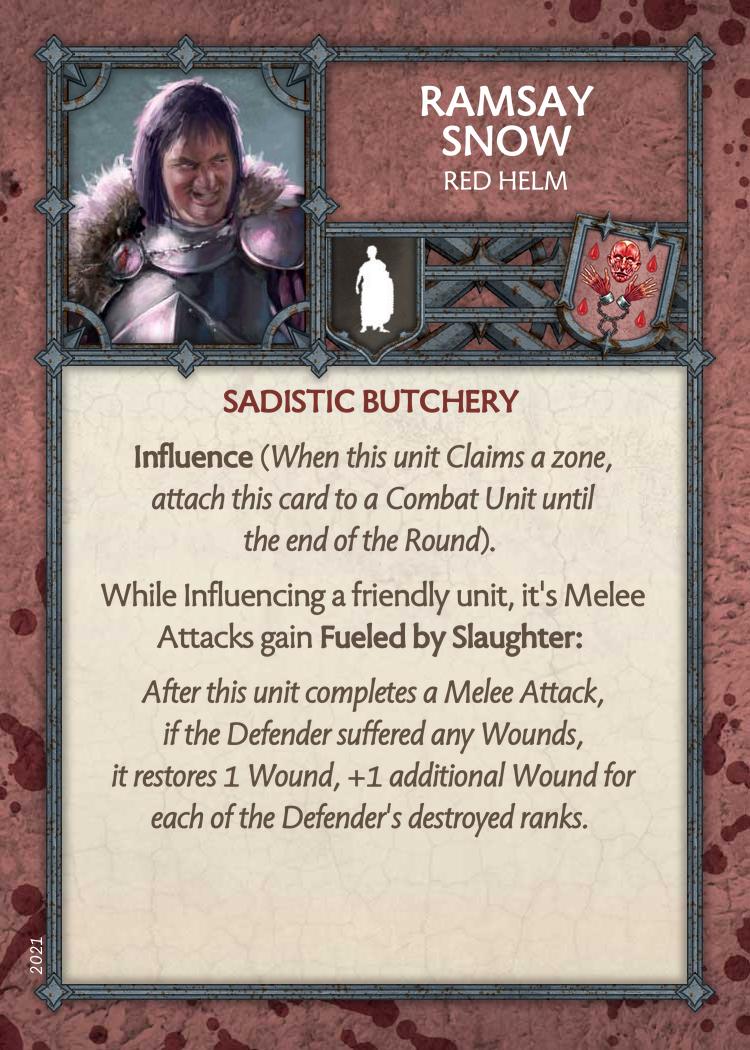 RAMSAY
SNOW
RED HELM
SADISTIC BUTCHERY
Influence (When this unit Claims a zone,
attach this card to a Combat Unit until
the end of the Round).
While Influencing a friendly unit, it's Melee
Attacks gain Fueled by Slaughter:
After this unit completes a Melee Attack,
if the Defender suffered any Wounds,
it restores 1 Wound, +1 additional Wound for
each of the Defender's destroyed ranks.
2021